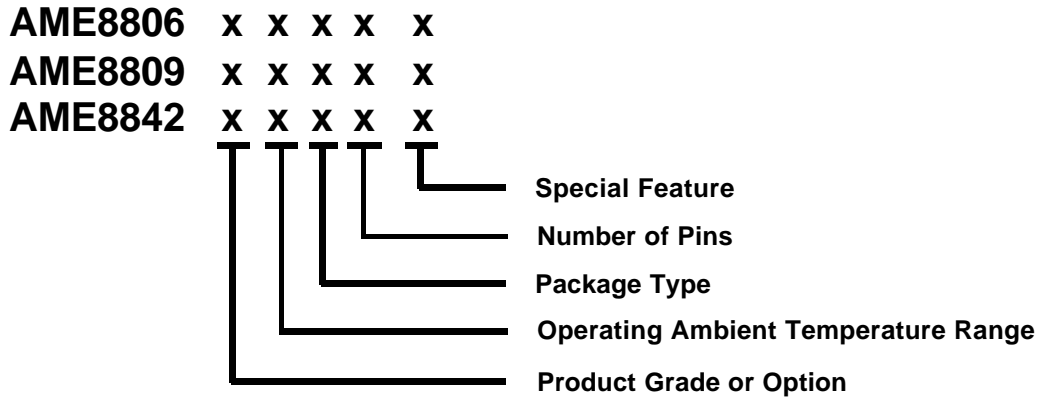 AME8806 x x x x x
AME8809 x x x x x
AME8842 x x x x x
Special Feature
Number of Pins
Package Type
Operating Ambient Temperature Range
Product Grade or Option